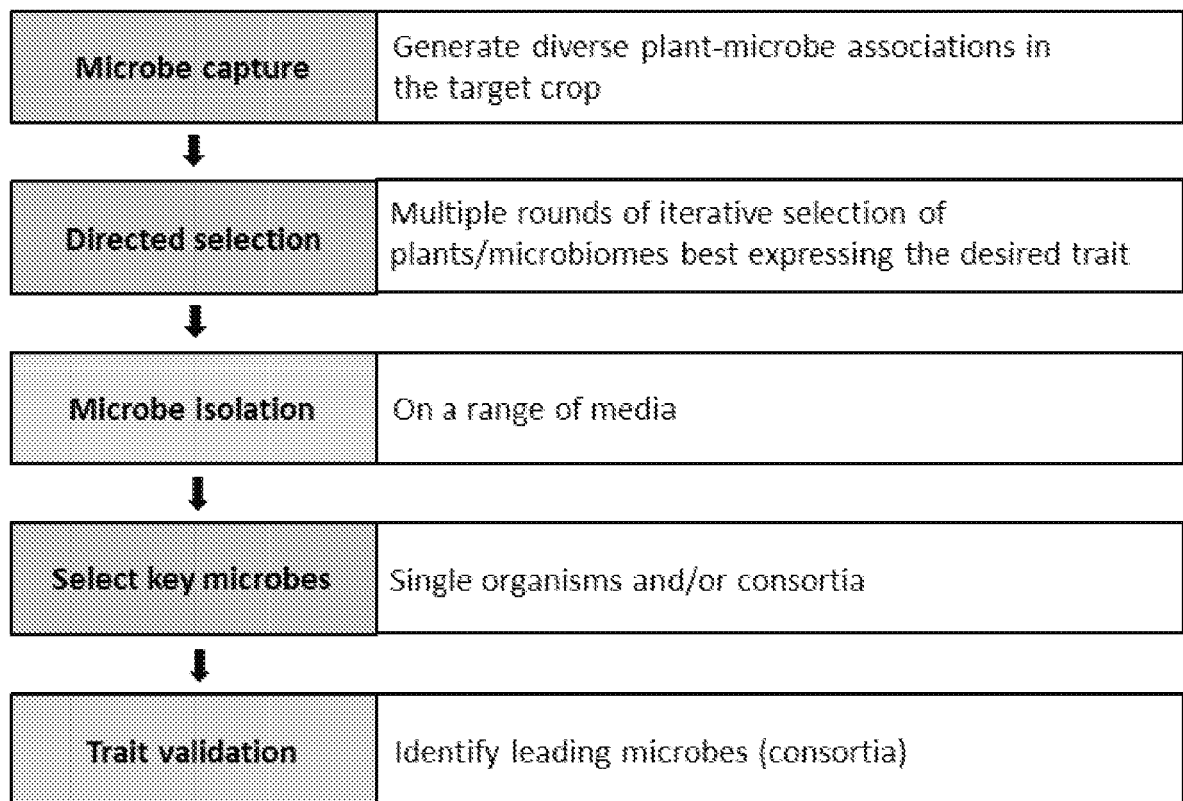 Microbe capture
Generate diverse plant-microbe associations in
the target crop
Directed selection
Multiple rounds of iterative selection of
plants/microbiomes best expressing the desired trait
Microbe isolation
On a range of media
Select key microbes
Single organisms and/or consortia
Trait validation
Identify leading microbes (consortia)